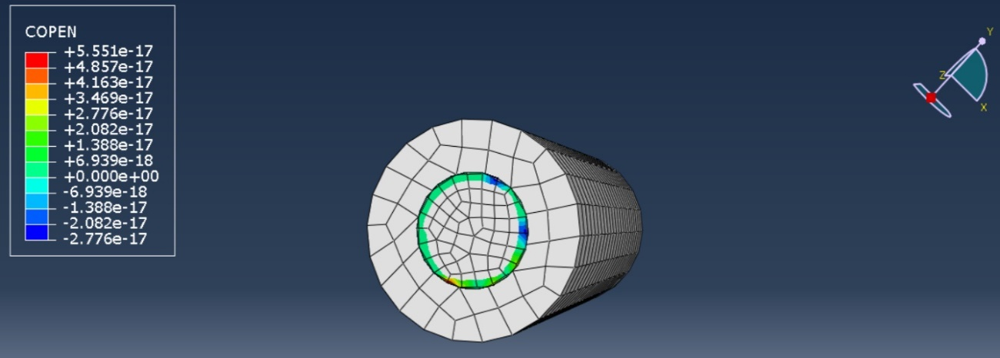 COPEN
+5.551e-17
+4.857e-17
+4.163e-17
+3.469e-17
+2.776e-17
+2.082e-17
+1.388e-17
+6.939e-18
+0.000e+00
-6.939e-18
-1.388e-17
-2.082e-17
-2.776e-17
Y
Z
X